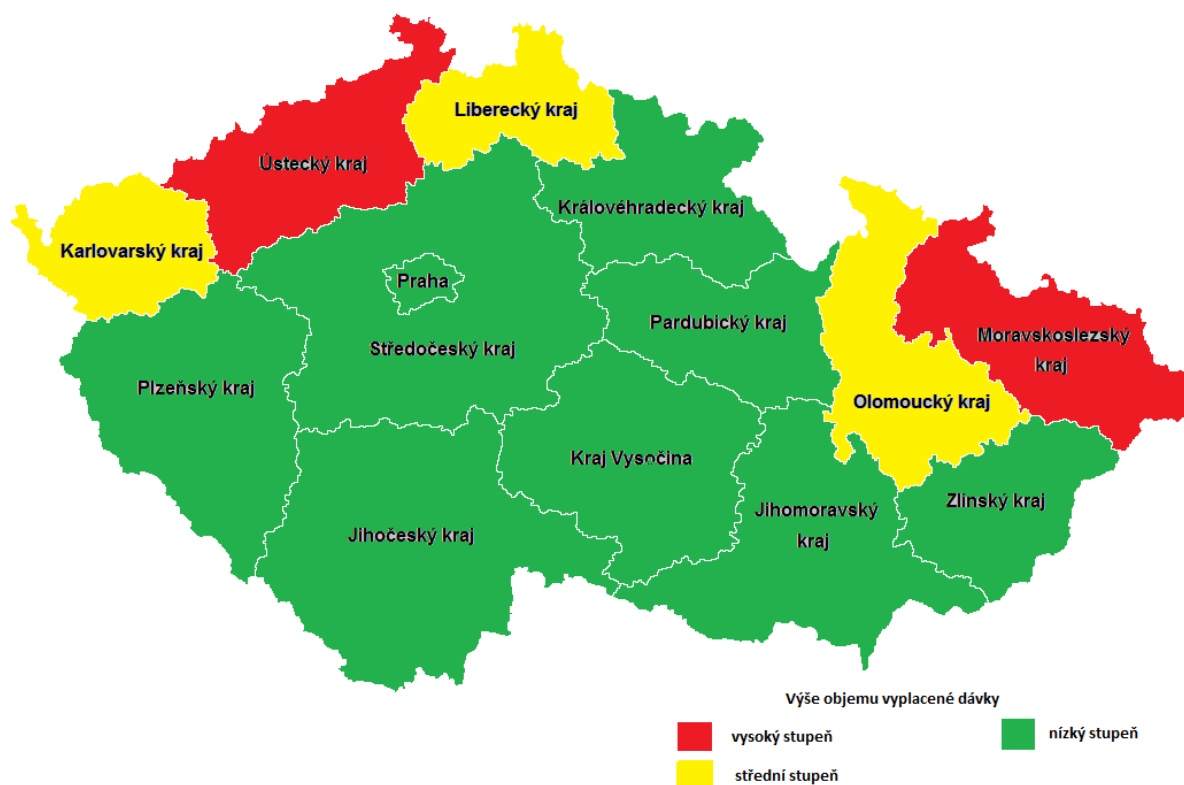 Liberecký kraj
Ústecký kraj
Královéhradecký kraj
Karlovarský kraj
Praha
Pardubický kraj
Moravskoslezský
kraj
Středočeský kraj
Plzeňský kraj
Olomoucký kraj
Kraj Vysočina
Zlínský kraj
Jihomoravský
kraj
Jihočeský kraj
Výše objemu vyplacené dávky
vysoký stupeň
nízký stupeň
střední stupeň